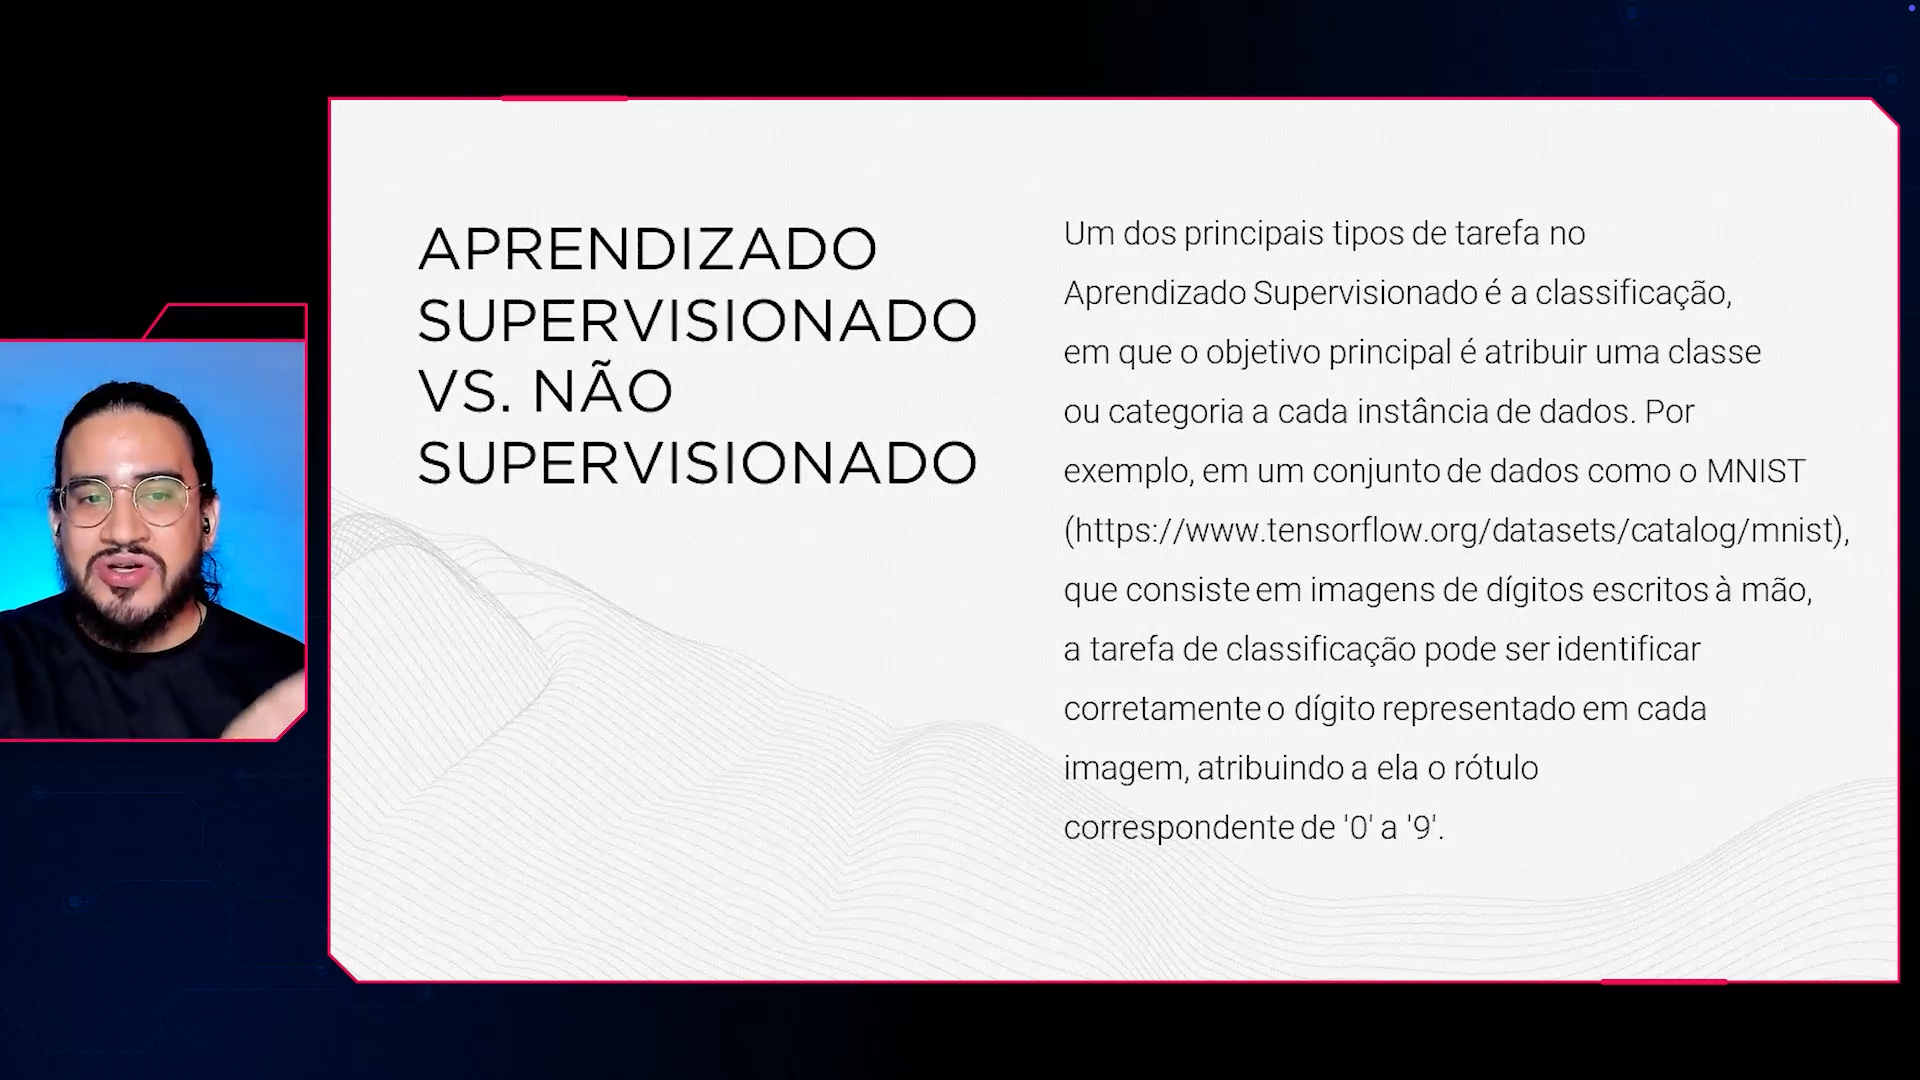 APRENDIZADO
SUPERVISIONADO
VS. NÃO
SUPERVISIONADO
Um dos principais tipos de tarefa no
Aprendizado Supervisionado é a classificação,
em que o objetivo principal é atribuir uma classe
ou categoria a cada instância de dados. Por
exemplo, em um conjunto de dados como o MNIST
(https://www.tensorflow.org/datasets/catalog/mnist),
que consiste em imagens de dígitos escritos à mão,
a tarefa de classificação pode ser identificar
corretamente o dígito representado em cada
imagem, atribuindo a ela o rótulo
correspondente de '0' a '9'.